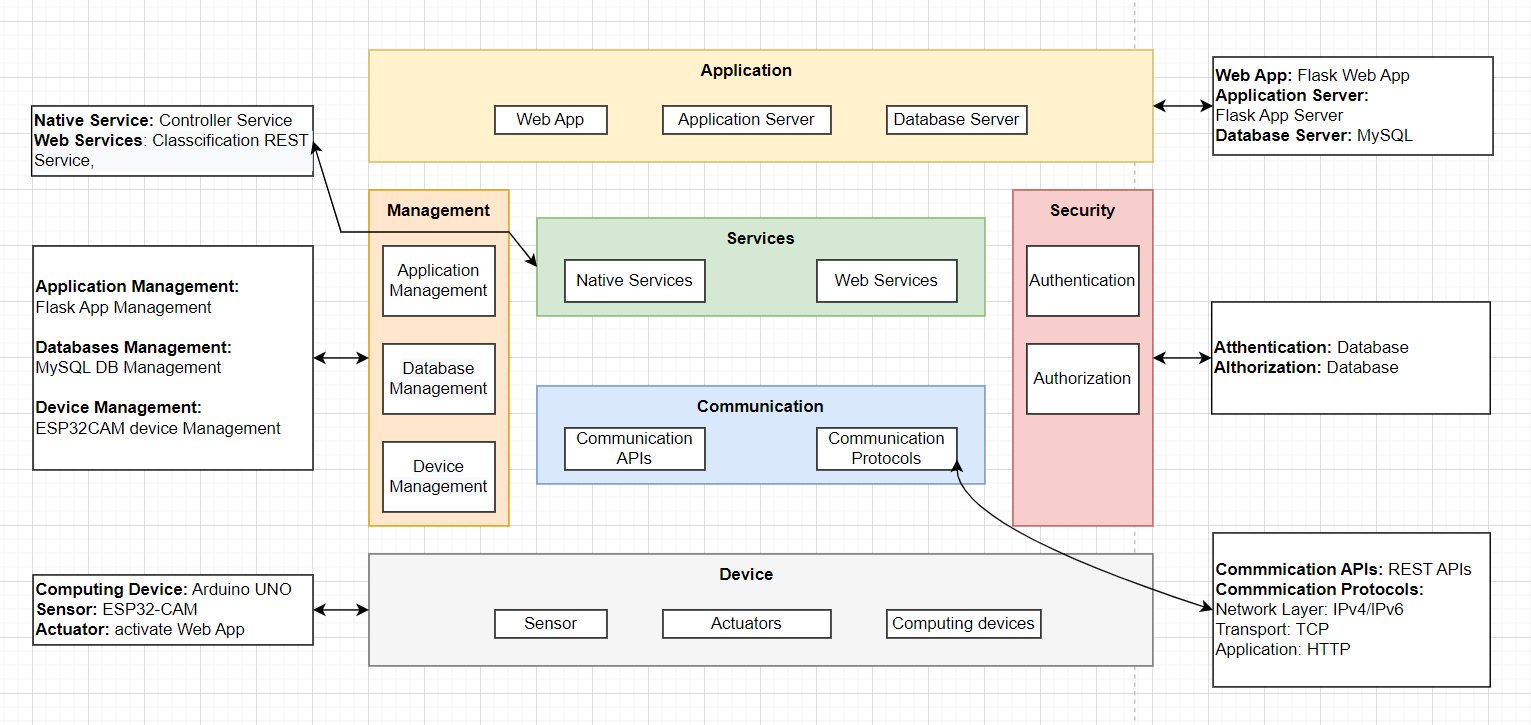 Application
Web App
Application Server
Database Server
Web App: Flask Web App
Application Server:
Flask App Server
Database Server: MySQL
Native Service: Controller Service
Web Services: Classcification REST
Service,
Management
Application
Management
Database
Management
Device
Management
Services
Native Services
Web Services
Security
Authentication
Authorization
Application Management:
Flask App Management
Databases Management:
MySQL DB Management
Device Management:
ESP32CAM device Management
Atthentication: Database
Althorization: Database
Communication
Communication
APIs
Communication
Protocols
Device
Sensor
Actuators
Computing devices
Computing Device: Arduino UNO
Sensor: ESP32-CAM
Actuator: activate Web App
Commmication APIs: REST APIs
Commmication Protocols:
Network Layer: IPv4/IPv6
Transport: TCP
Application: HTTP